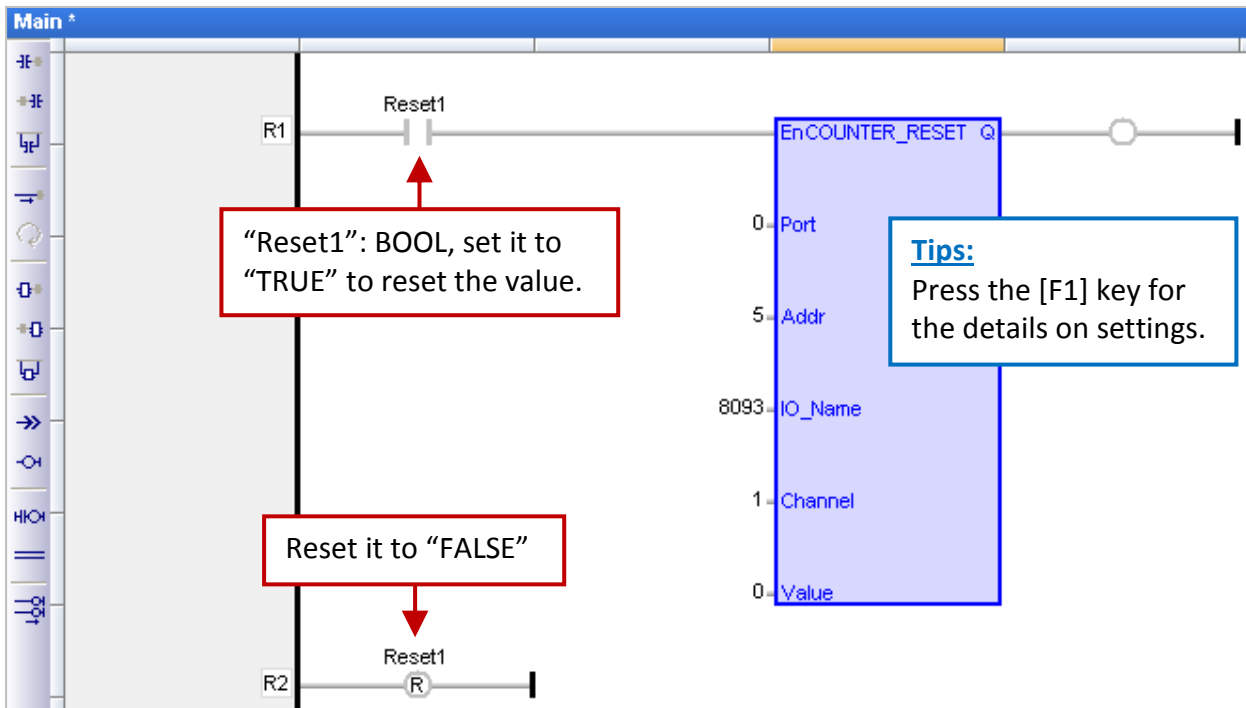 Main *
Reset1
R1
En COUNTER_RESET Q
“Reset1”: BOOL, set it to
“TRUE” to reset the value.
0 Port
Tips:
Press the [F1] key for
the details on settings.
5 Addr
8093 IO_Name
1 Channel
Reset it to “FALSE”
0 Value
Reset1
R2
R